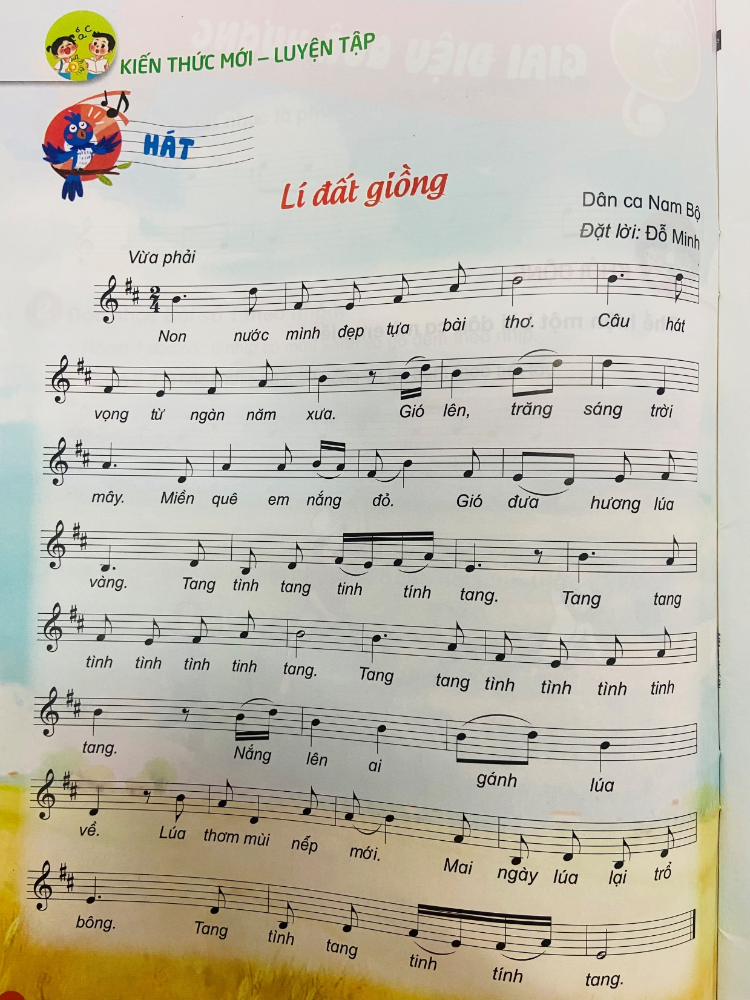 KIẾN THỨC MỚI – LUYỆN TẬP
HÁT
Lí đất giồng
Dân ca Nam Bộ
Đặt lời: Đỗ Minh
Vừa phải
Non nước mình đẹp tựa bài thơ. Câu hát
vọng từ ngàn năm xưa. Gió lên, trăng sáng trời
mây. Miền quê em nắng đỏ. Gió đưa hương lúa
vàng. Tang tình tang tinh tính tang. Tang tang
tình tình tình tinh tang. Tang tang tình tình tình tinh
tang. Nắng lên ai gánh lúa
về. Lúa thơm mùi nếp mới. Mai ngày lúa lại trổ
bông. Tang tình tang tinh tính tang.